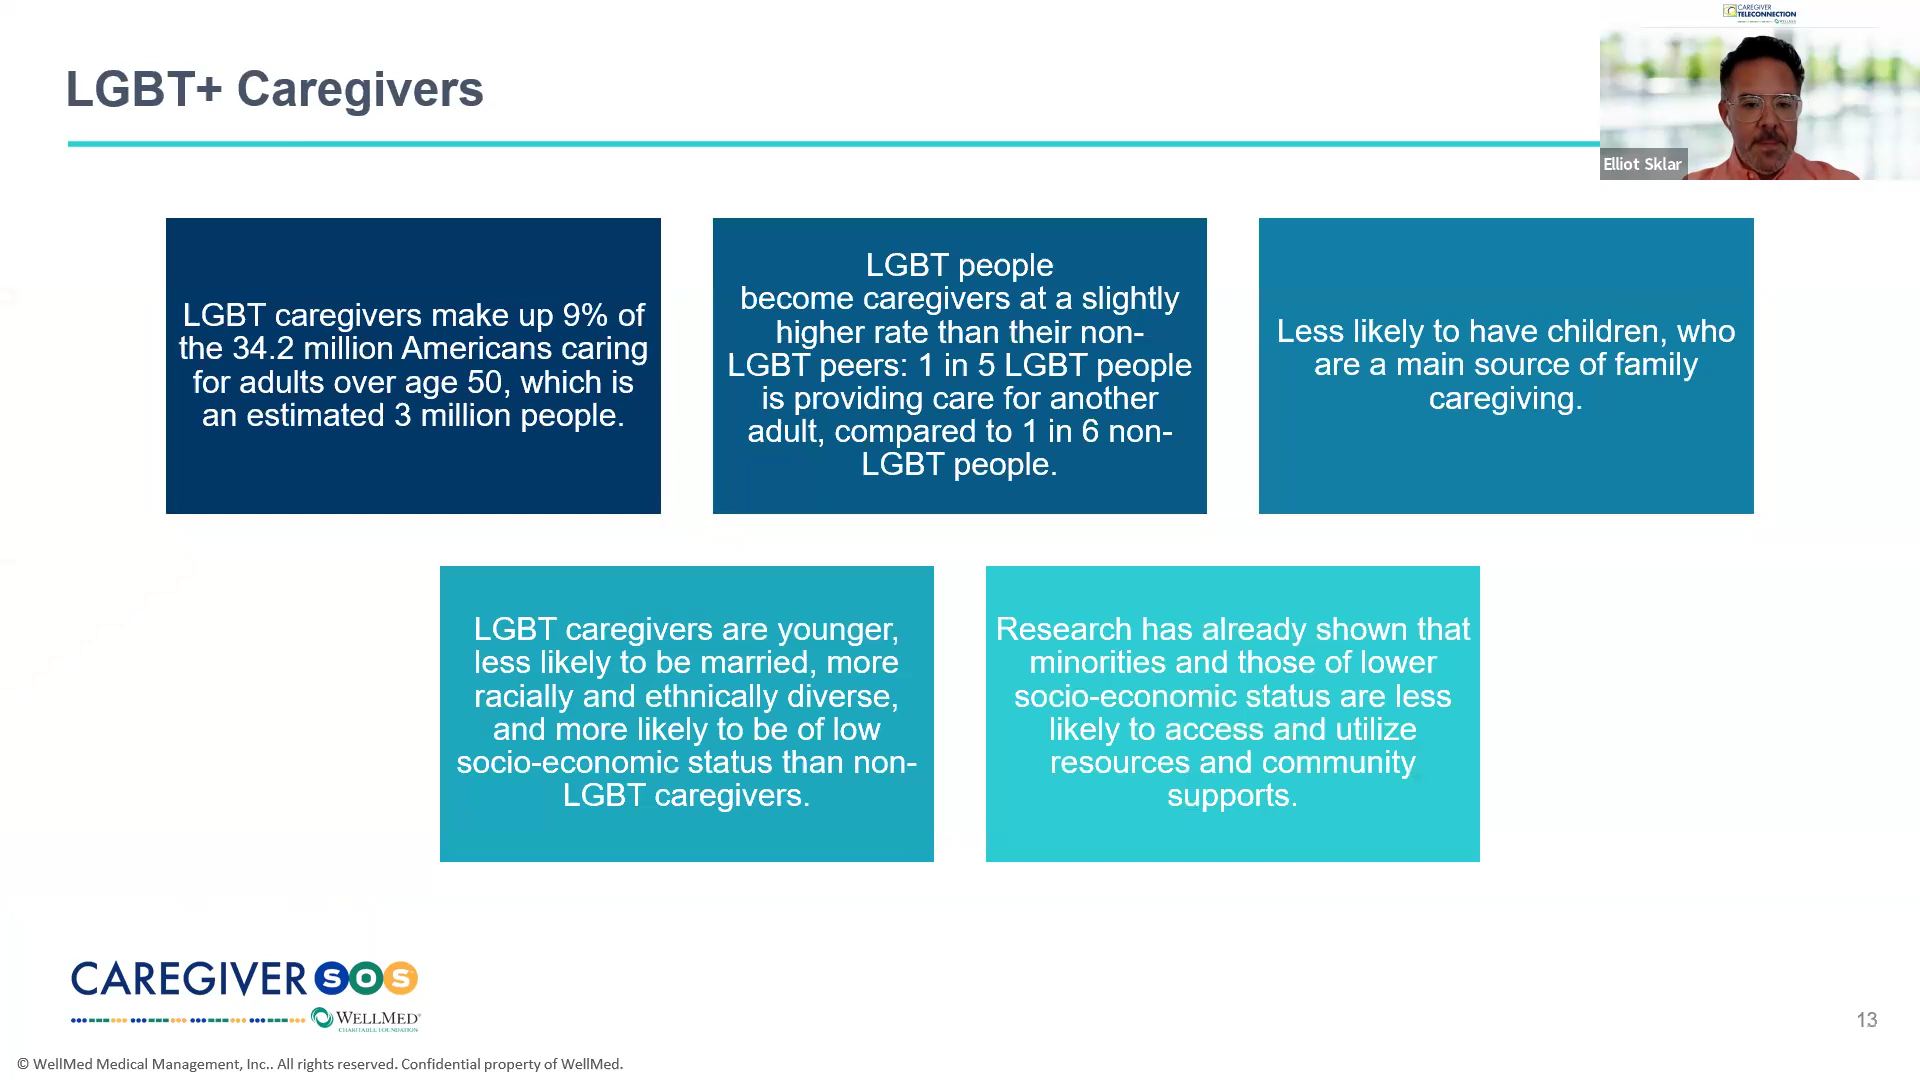 CAREGIVER
TELECONNECTION
WELLMED
LGBT+ Caregivers
Elliot Sklar
LGBT caregivers make up 9% of
the 34.2 million Americans caring
for adults over age 50, which is
an estimated 3 million people.
LGBT people
become caregivers at a slightly
higher rate than their non-
LGBT peers: 1 in 5 LGBT people
is providing care for another
adult, compared to 1 in 6 non-
LGBT people.
Less likely to have children, who
are a main source of family
caregiving.
LGBT caregivers are younger,
less likely to be married, more
racially and ethnically diverse,
and more likely to be of low
socio-economic status than non-
LGBT caregivers.
Research has already shown that
minorities and those of lower
socio-economic status are less
likely to access and utilize
resources and community
supports.
CAREGIVER SOS
WELLMED
CHARITABLE FOUNDATION
13
© WellMed Medical Management, Inc.. All rights reserved. Confidential property of WellMed.